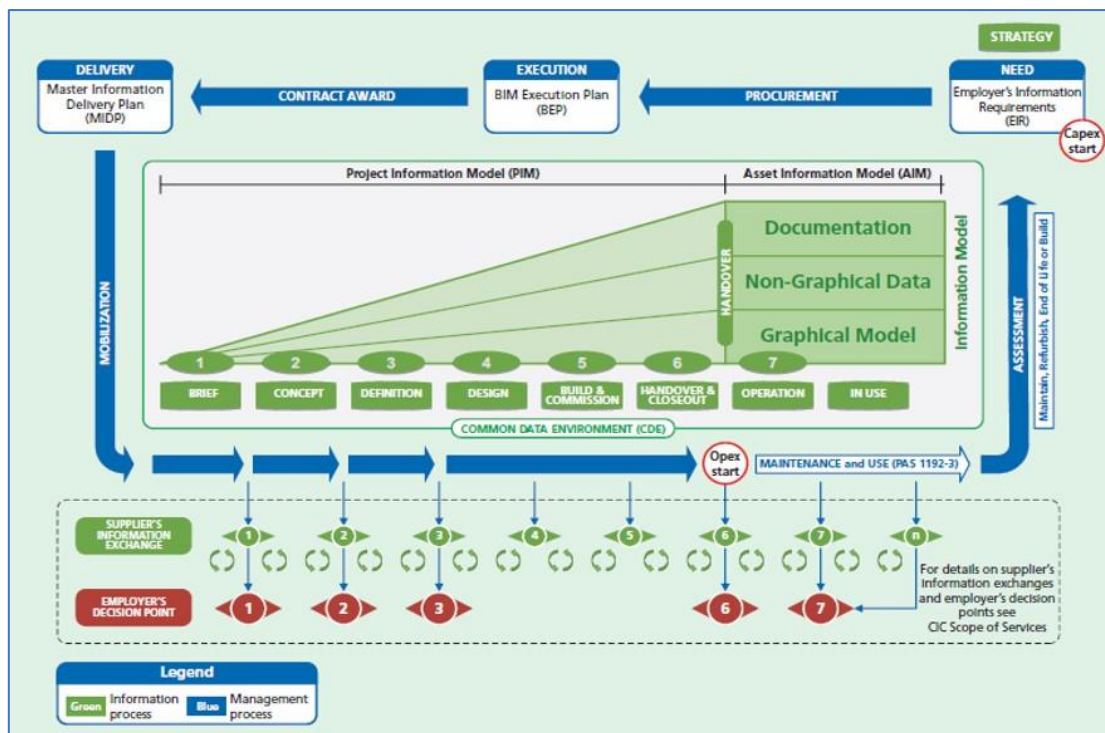 STRATEGY
DELIVERY
Master Information
Delivery Plan
(MIDP)
CONTRACT AWARD
EXECUTION
BIM Execution Plan
(BEP)
PROCUREMENT
NEED
Employer's Information
Requirements
(EIR)
Capex
start
Project Information Model (PIM)
Asset Information Model (AIM)
Documentation
Non-Graphical Data
Graphical Model
HANDOVER
Information Model
MOBILIZATION
ASSESSMENT
Maintain, Refurbish, End of Life or Build
1
2
3
4
5
6
7
BRIEF
CONCEPT
DEFINITION
DESIGN
BUILD &
COMMISSION
HANDOVER &
CLOSEOUT
OPERATION
IN USE
COMMON DATA ENVIRONMENT (CDE)
Opex
start
MAINTENANCE and USE (PAS 1192-3)
SUPPLIER'S
INFORMATION
EXCHANGE
1
2
3
4
5
6
7
n
EMPLOYER'S
DECISION POINT
1
2
3
6
7
For details on supplier's
information exchanges
and employer's decision
points see
CIC Scope of Services
Legend
Green
Information
process
Blue
Management
process